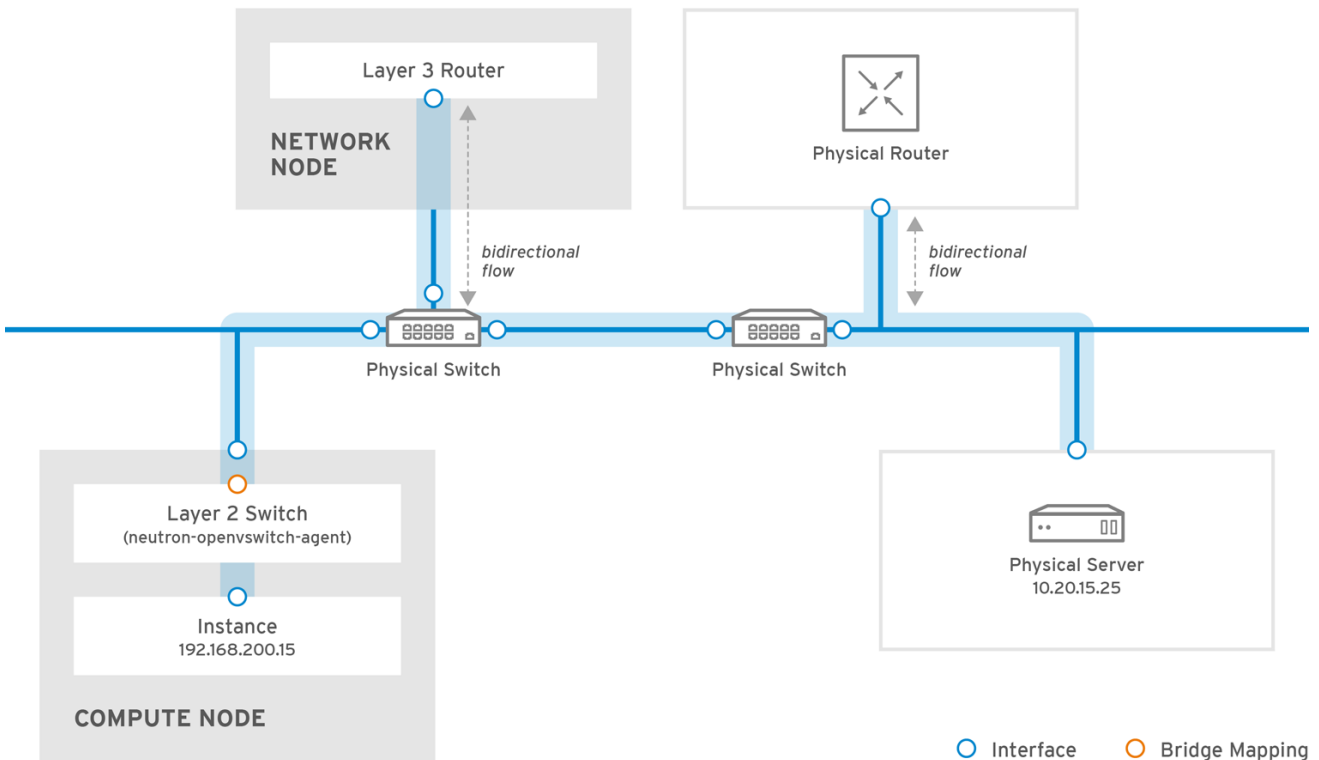 Layer 3 Router
NETWORK
NODE
Physical Router
bidirectional
flow
bidirectional
flow
Physical Switch
Physical Switch
Layer 2 Switch
(neutron-openvswitch-agent)
Instance
192.168.200.15
COMPUTE NODE
Physical Server
10.20.15.25
Interface
Bridge Mapping